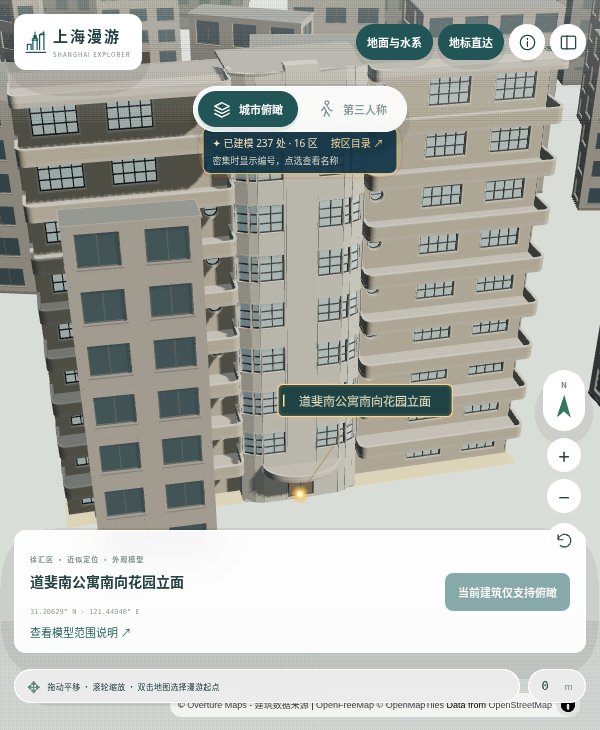 上海漫游
SHANGHAI EXPLORER
地面与水系
地标直达
城市俯瞰
第三人称
✦ 已建模 237 处 · 16 区 按区目录 ↗
密集时显示编号，点选查看名称
道斐南公寓南向花园立面
N
+
−
徐汇区 · 近似定位 · 外观模型
道斐南公寓南向花园立面
31.20629° N · 121.44940° E
查看模型范围说明 ↗
当前建筑仅支持俯瞰
拖动平移 · 滚轮缩放 · 双击地图选择漫游起点
0 m
© Overture Maps · 建筑数据来源 | OpenFreeMap © OpenMapTiles Data from OpenStreetMap